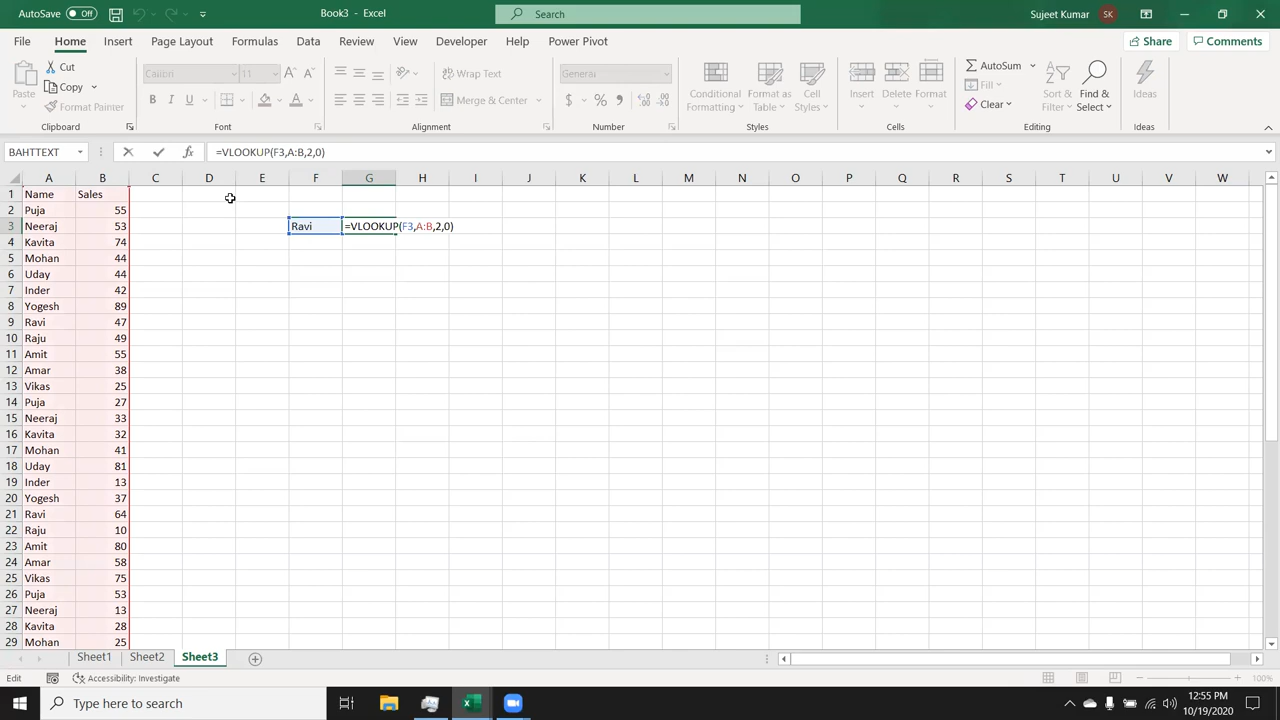 AutoSave Off Book3 - Excel Search Sujeet Kumar SK
File Home Insert Page Layout Formulas Data Review View Developer Help Power Pivot Share Comments
Paste Cut Copy Format Painter
Calibri 11 B I U A A A
Wrap Text Merge & Center
General $ % ,
Conditional Formatting Format as Table Cell Styles
Insert Delete Format
AutoSum Fill Clear Sort & Filter Find & Select
Ideas
Clipboard Font Alignment Number Styles Cells Editing Ideas
BAHTTEXT fx =VLOOKUP(F3,A:B,2,0)
A B C D E F G H I J K L M N O P Q R S T U V W
1 Name Sales
2 Puja 55
3 Neeraj 53 Ravi =VLOOKUP(F3,A:B,2,0)
4 Kavita 74
5 Mohan 44
6 Uday 44
7 Inder 42
8 Yogesh 89
9 Ravi 47
10 Raju 49
11 Amit 55
12 Amar 38
13 Vikas 25
14 Puja 27
15 Neeraj 33
16 Kavita 32
17 Mohan 41
18 Uday 81
19 Inder 13
20 Yogesh 37
21 Ravi 64
22 Raju 10
23 Amit 80
24 Amar 58
25 Vikas 75
26 Puja 53
27 Neeraj 13
28 Kavita 28
29 Mohan 25
Sheet1 Sheet2 Sheet3
Edit Accessibility: Investigate 100%
Type here to search 12:55 PM
10/19/2020